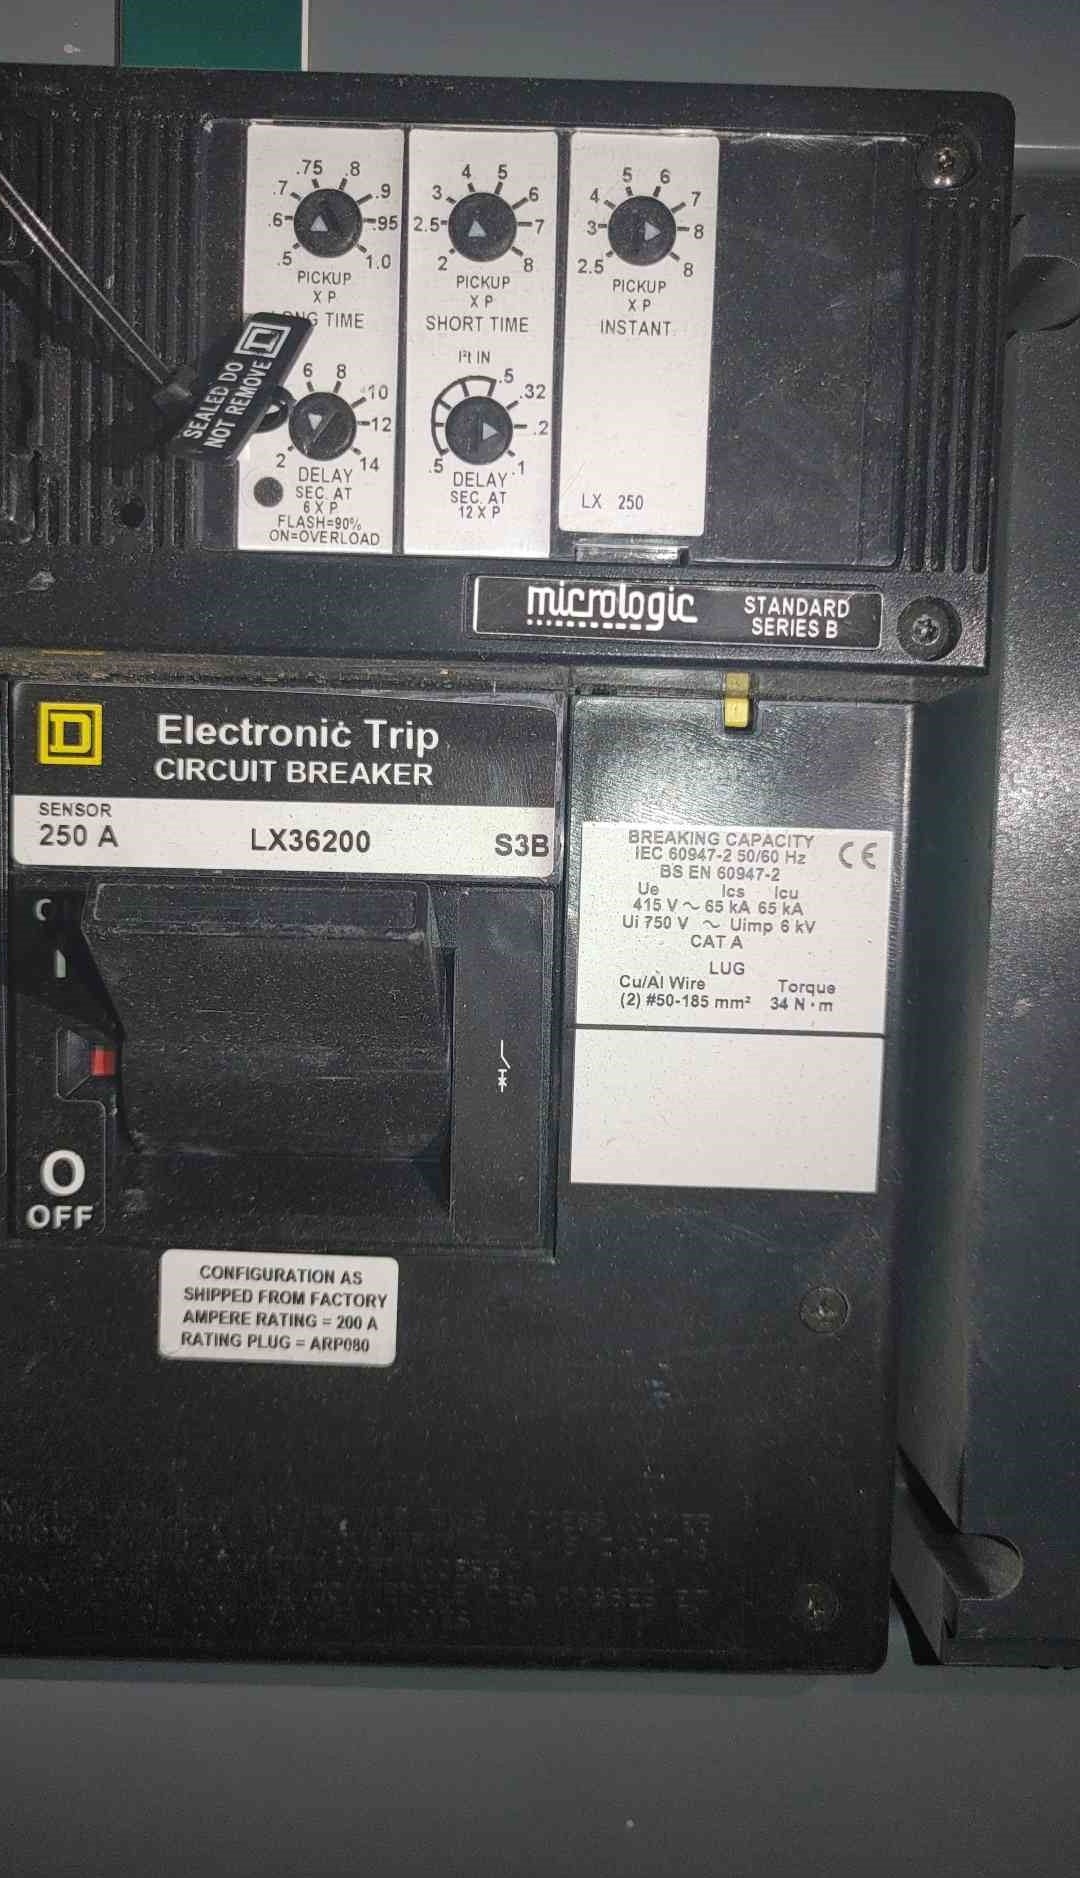 .5 .6 .7 .75 .8 .9 .95 1.0
PICKUP
X P
TIME
SEALED DO
NOT REMOVE
2 6 8 10 12 14
DELAY
SEC. AT
6 X P
FLASH=90%
ON=OVERLOAD
2 2.5 3 4 5 6 7 8
PICKUP
X P
SHORT TIME
I²t IN
.5 .5 .32 .2 .1
DELAY
SEC. AT
12 X P
2.5 3 4 5 6 7 8 8
PICKUP
X P
INSTANT
LX 250
micrologic
STANDARD
SERIES B
D
Electronic Trip
CIRCUIT BREAKER
SENSOR
250 A LX36200 S3B
BREAKING CAPACITY
IEC 60947-2 50/60 Hz
BS EN 60947-2
CE
Ue Ics Icu
415 V ~ 65 kA 65 kA
Ui 750 V ~ Uimp 6 kV
CAT A
LUG
Cu/Al Wire Torque
(2) #50-185 mm² 34 N·m
O
OFF
CONFIGURATION AS
SHIPPED FROM FACTORY
AMPERE RATING = 200 A
RATING PLUG = ARP080